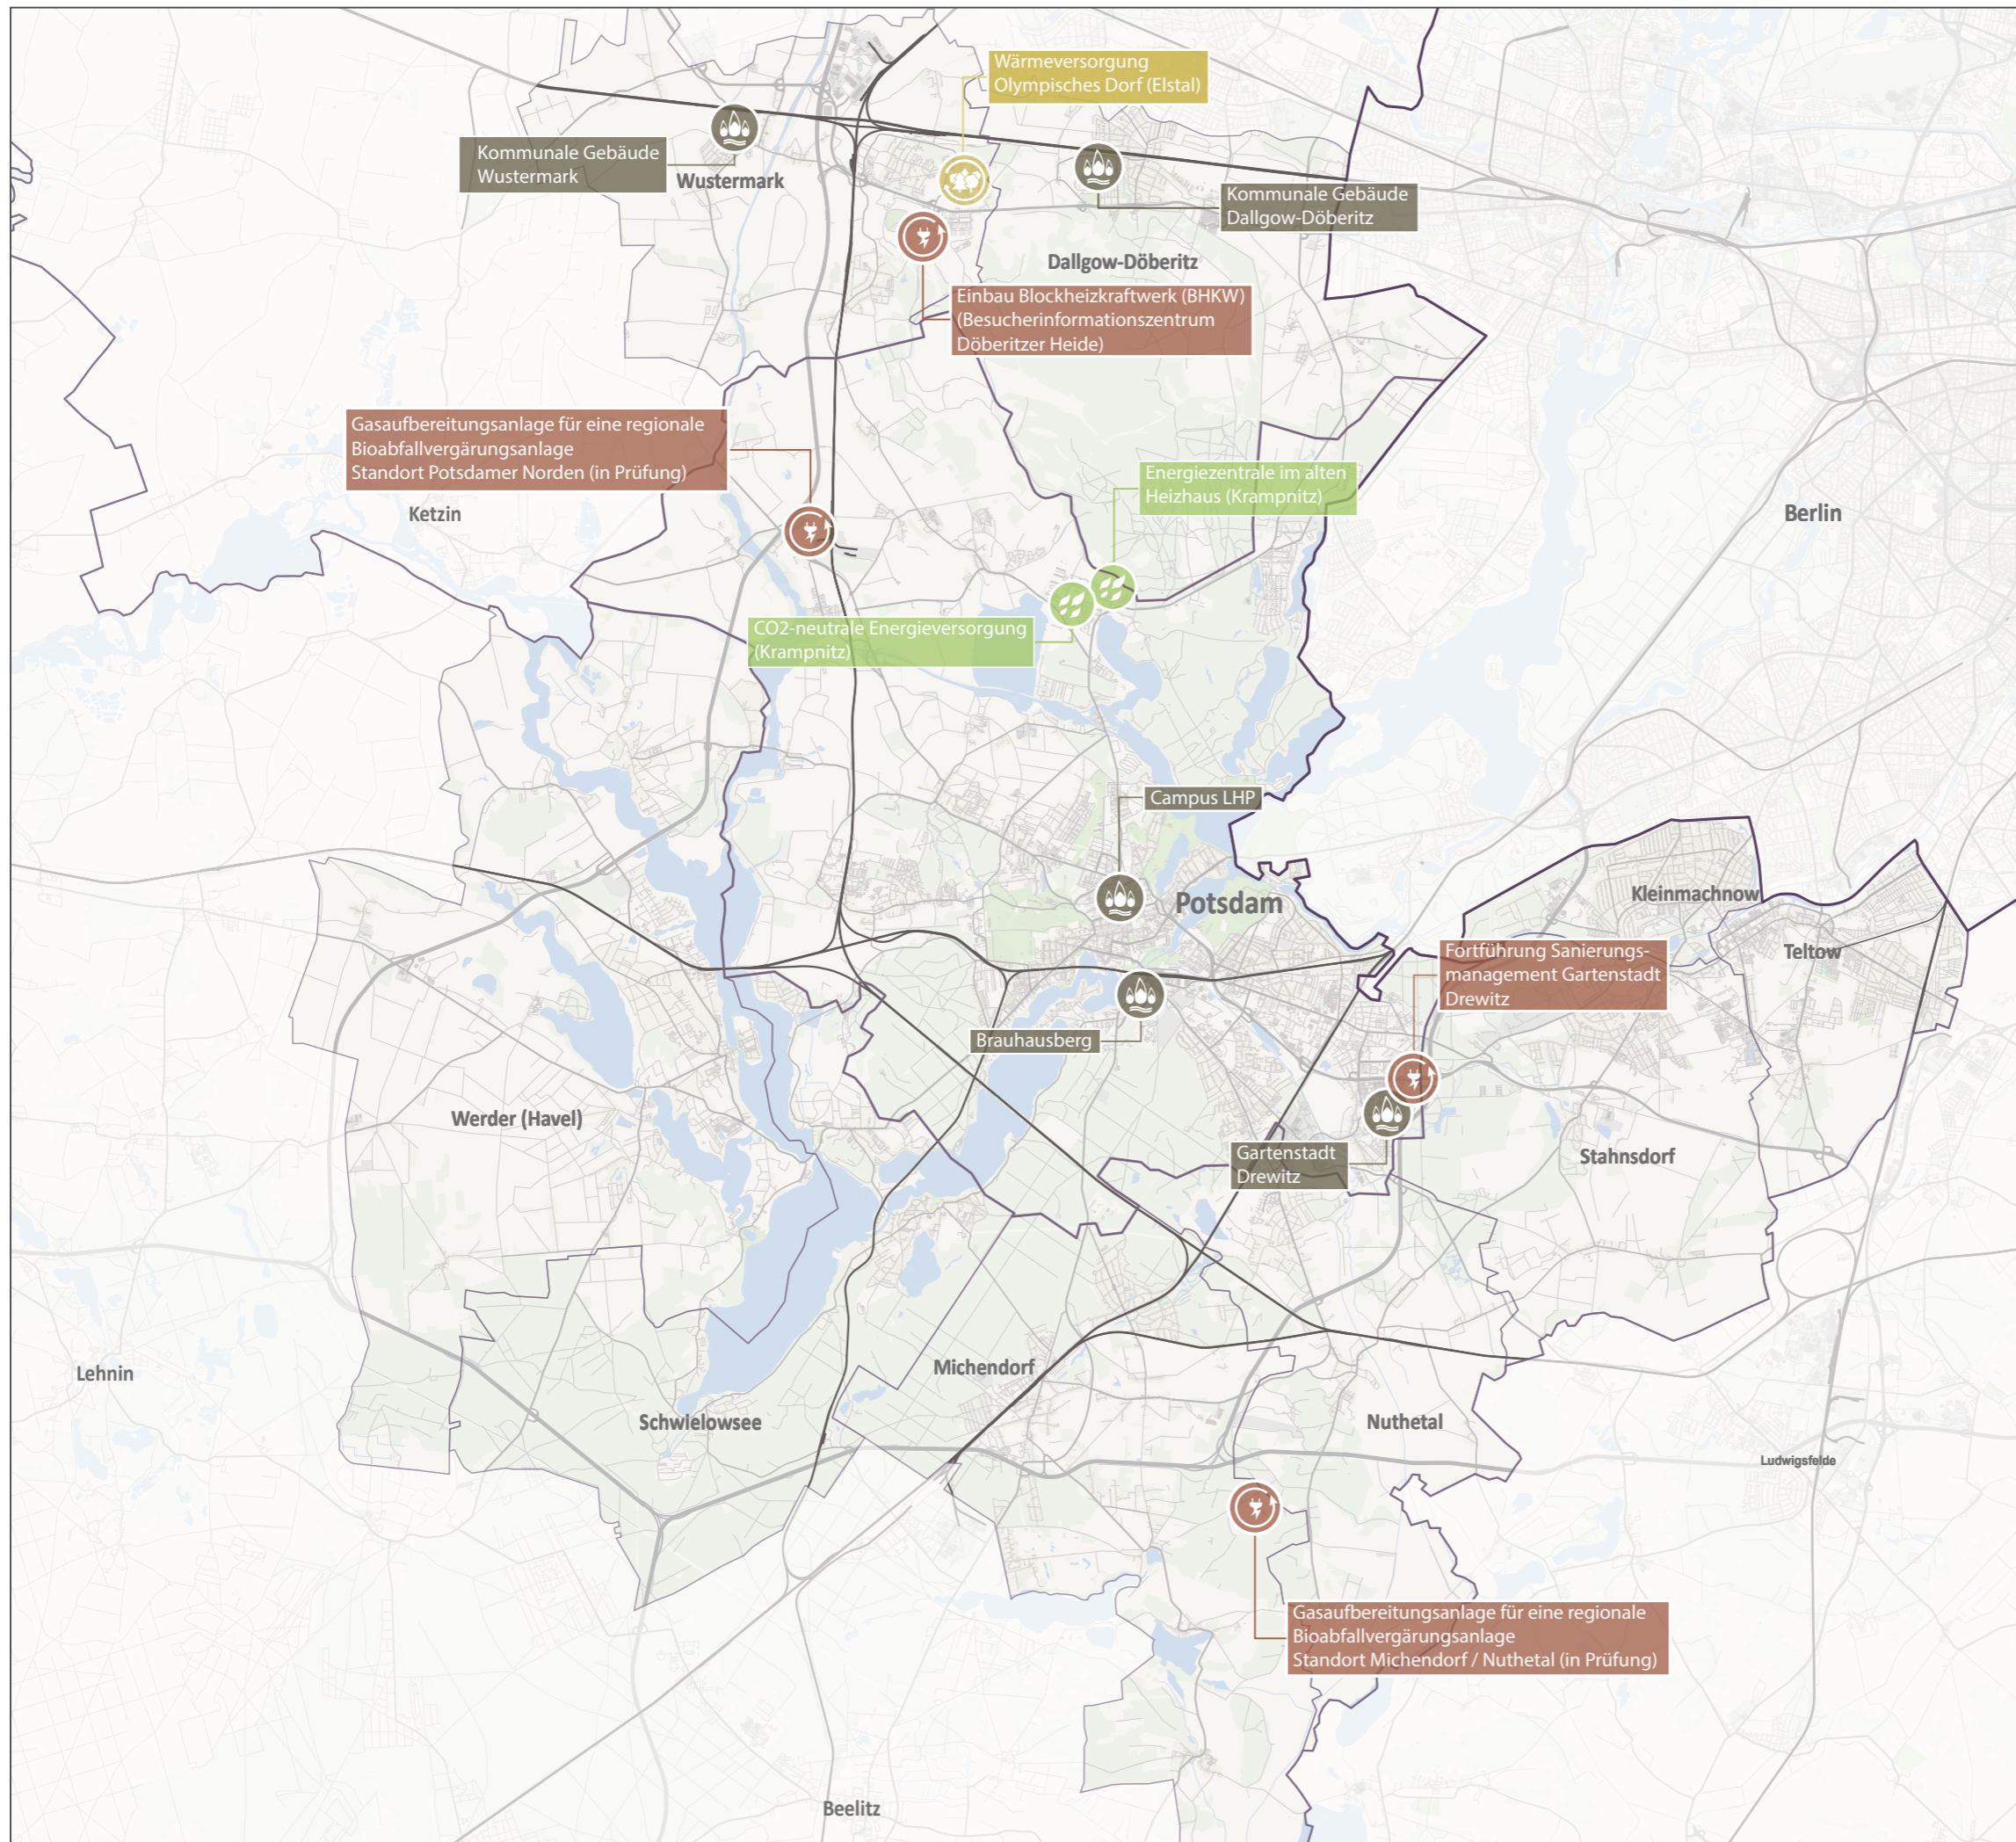 Wärmeversorgung
Olympisches Dorf (Elstal)
Kommunale Gebäude
Wustermark
Wustermark
Kommunale Gebäude
Dallgow-Döberitz
Dallgow-Döberitz
Einbau Blockheizkraftwerk (BHKW)
(Besucherinformationszentrum
Döberitzer Heide)
Gasaufbereitungsanlage für eine regionale
Bioabfallvergärungsanlage
Standort Potsdamer Norden (in Prüfung)
Ketzin
Energiezentrale im alten
Heizhaus (Krampnitz)
Berlin
CO2-neutrale Energieversorgung
(Krampnitz)
Campus LHP
Potsdam
Kleinmachnow
Teltow
Fortführung Sanierungs-
management Gartenstadt
Drewitz
Brauhausberg
Werder (Havel)
Gartenstadt
Drewitz
Stahnsdorf
Lehnin
Michendorf
Schwielowsee
Nuthetal
Ludwigsfelde
Gasaufbereitungsanlage für eine regionale
Bioabfallvergärungsanlage
Standort Michendorf / Nuthetal (in Prüfung)
Beelitz